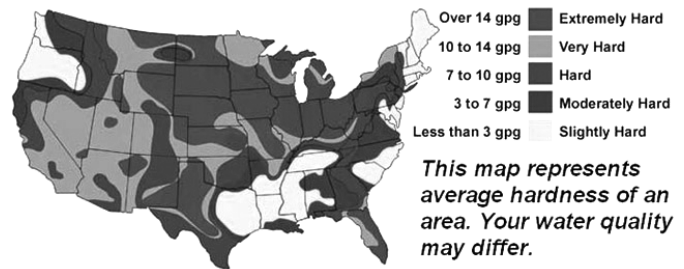 Over 14 gpg Extremely Hard
10 to 14 gpg Very Hard
7 to 10 gpg Hard
3 to 7 gpg Moderately Hard
Less than 3 gpg Slightly Hard
This map represents
average hardness of an
area. Your water quality
may differ.